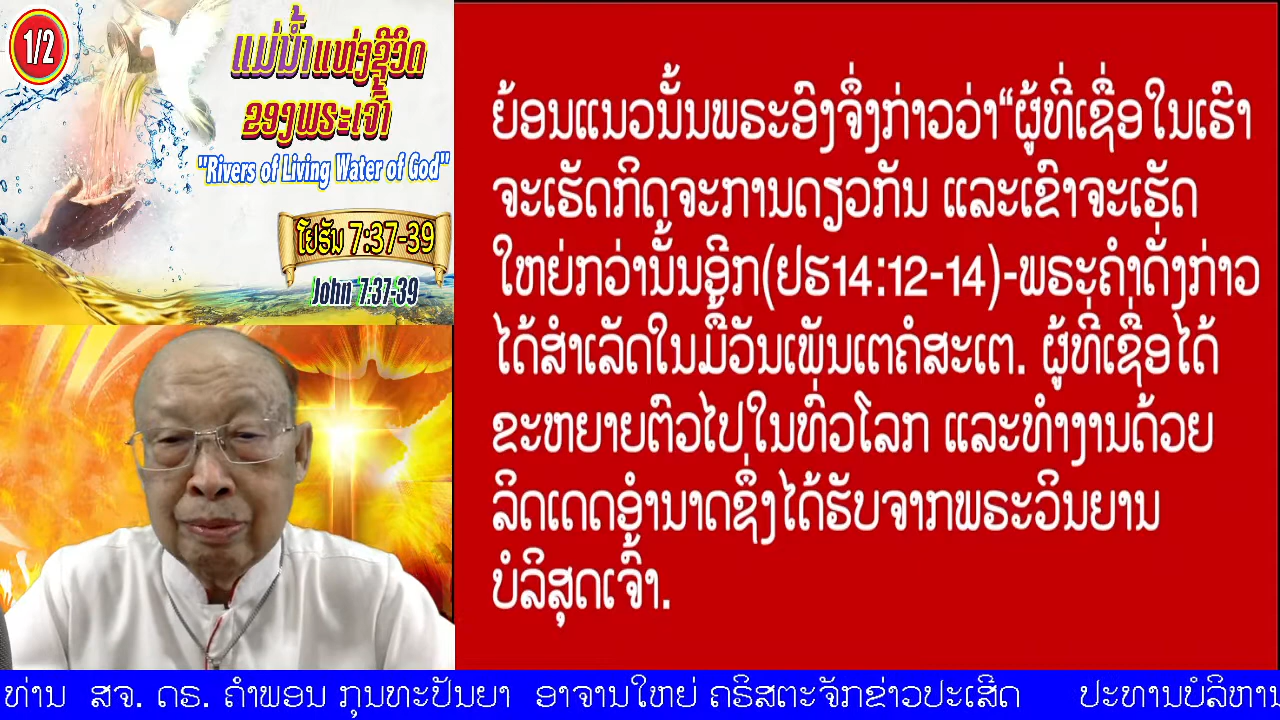 1/2
ແມ່ນ້ຳແຫ່ງຊີວິດ
ຂອງພຣະເຈົ້າ
"Rivers of Living Water of God"
ໂຢຮັນ 7:37-39
John 7:37-39
ຍ້ອນແນວນັ້ນພຣະອົງຈຶ່ງກ່າວວ່າ“ຜູ້ທີ່ເຊື່ອໃນເຮົາ
ຈະເຮັດກິດຈະການດຽວກັນ ແລະເຂົາຈະເຮັດ
ໃຫຍ່ກວ່ານັ້ນອີກ(ຢຮ14:12-14)-ພຣະຄຳດັ່ງກ່າວ
ໄດ້ສຳເລັດໃນມື້ວັນເພັນເຕຄໍສະເຕ. ຜູ້ທີ່ເຊື່ອໄດ້
ຂະຫຍາຍຕົວໄປໃນທົ່ວໂລກ ແລະທຳງານດ້ວຍ
ລິດເດດອຳນາດຊຶ່ງໄດ້ຮັບຈາກພຣະວິນຍານ
ບໍລິສຸດເຈົ້າ.
ທ່ານ ສຈ. ດຣ. ຄຳພອນ ກຸນທະປັນຍາ ອາຈານໃຫຍ່ ຄຣິສຕະຈັກຂ່າວປະເສີດ ປະທານບໍລິຫານ